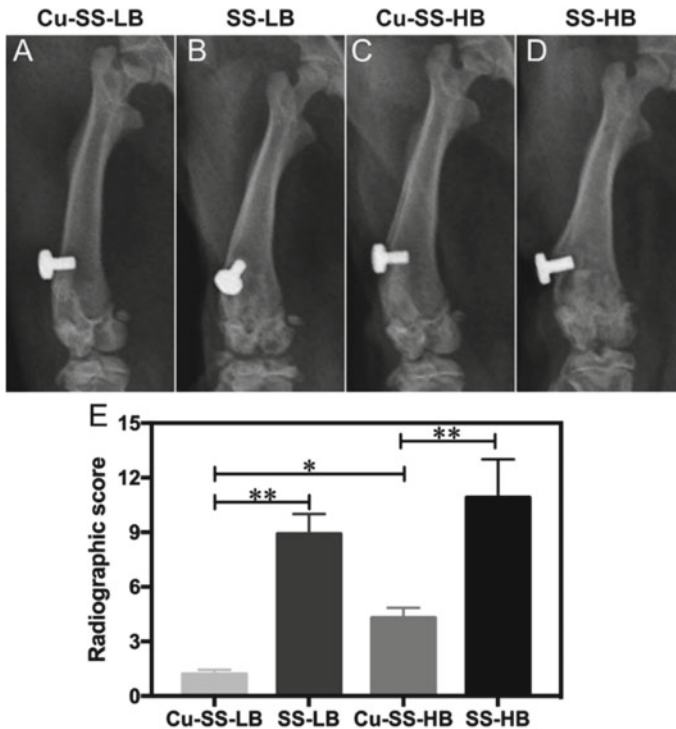 Cu-SS-LB SS-LB Cu-SS-HB SS-HB
A B C D
E
15
12
9
6
3
0
Radiographic score
**
*
**
Cu-SS-LB SS-LB Cu-SS-HB SS-HB